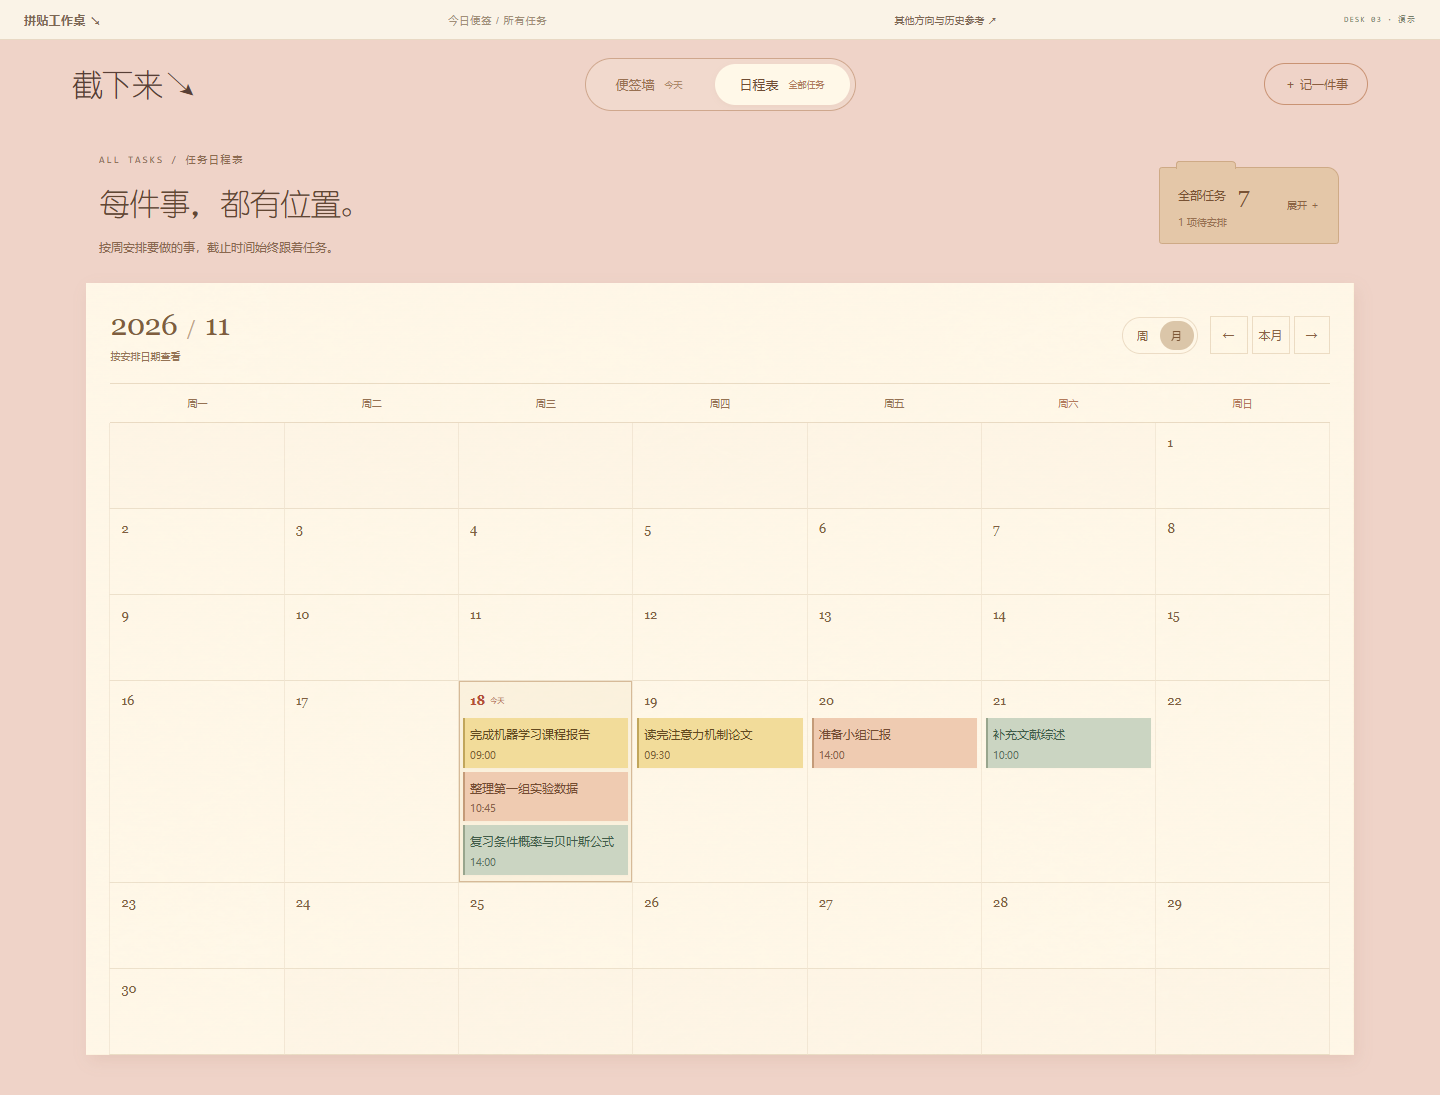 拼贴工作桌 ↘
今日便签 / 所有任务
其他方向与历史参考 ↗
DESK 03 · 演示
截下来↘
便签墙 今天
日程表 全部任务
+ 记一件事
ALL TASKS / 任务日程表
每件事，都有位置。
按周安排要做的事，截止时间始终跟着任务。
全部任务 7
1 项待安排
展开 +
2026 / 11
按安排日期查看
周 月
← 本月 →
周一 周二 周三 周四 周五 周六 周日
1
2 3 4 5 6 7 8
9 10 11 12 13 14 15
16 17 18 今天 19 20 21 22
完成机器学习课程报告
09:00
整理第一组实验数据
10:45
复习条件概率与贝叶斯公式
14:00
读完注意力机制论文
09:30
准备小组汇报
14:00
补充文献综述
10:00
23 24 25 26 27 28 29
30